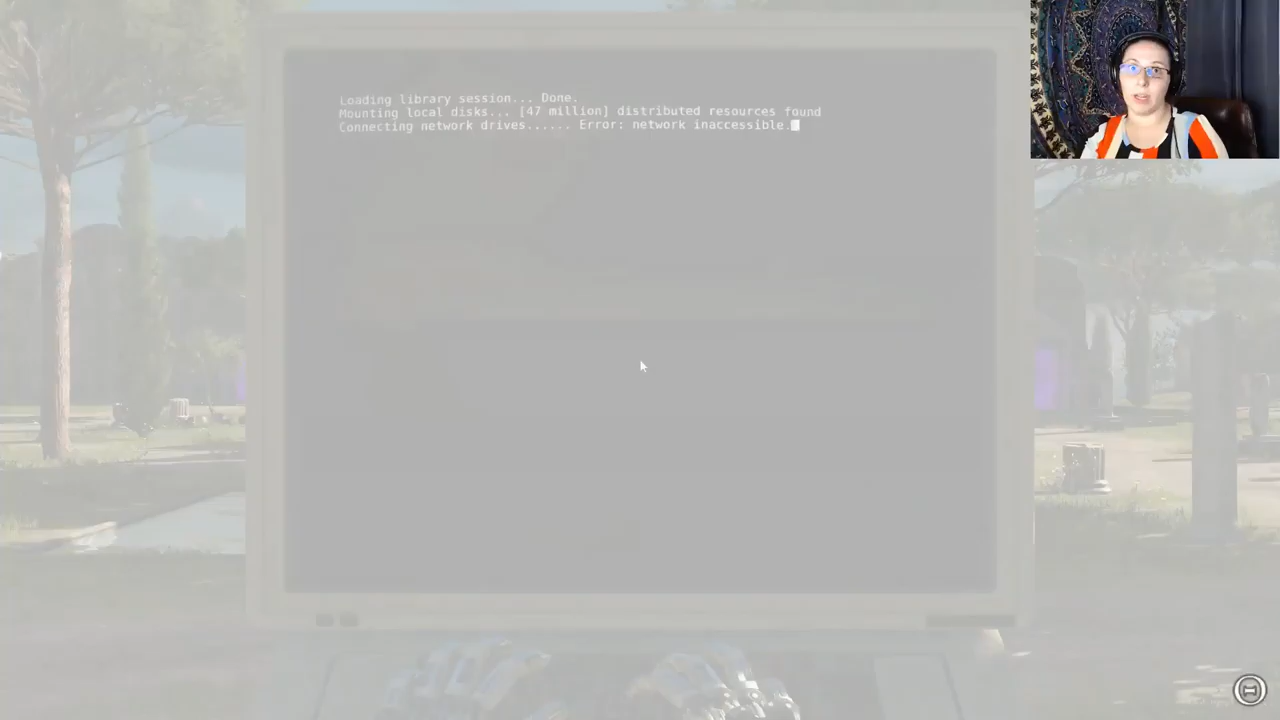 Loading library session... Done.
Mounting local disks... [47 million] distributed resources found
Connecting network drives...... Error: network inaccessible.